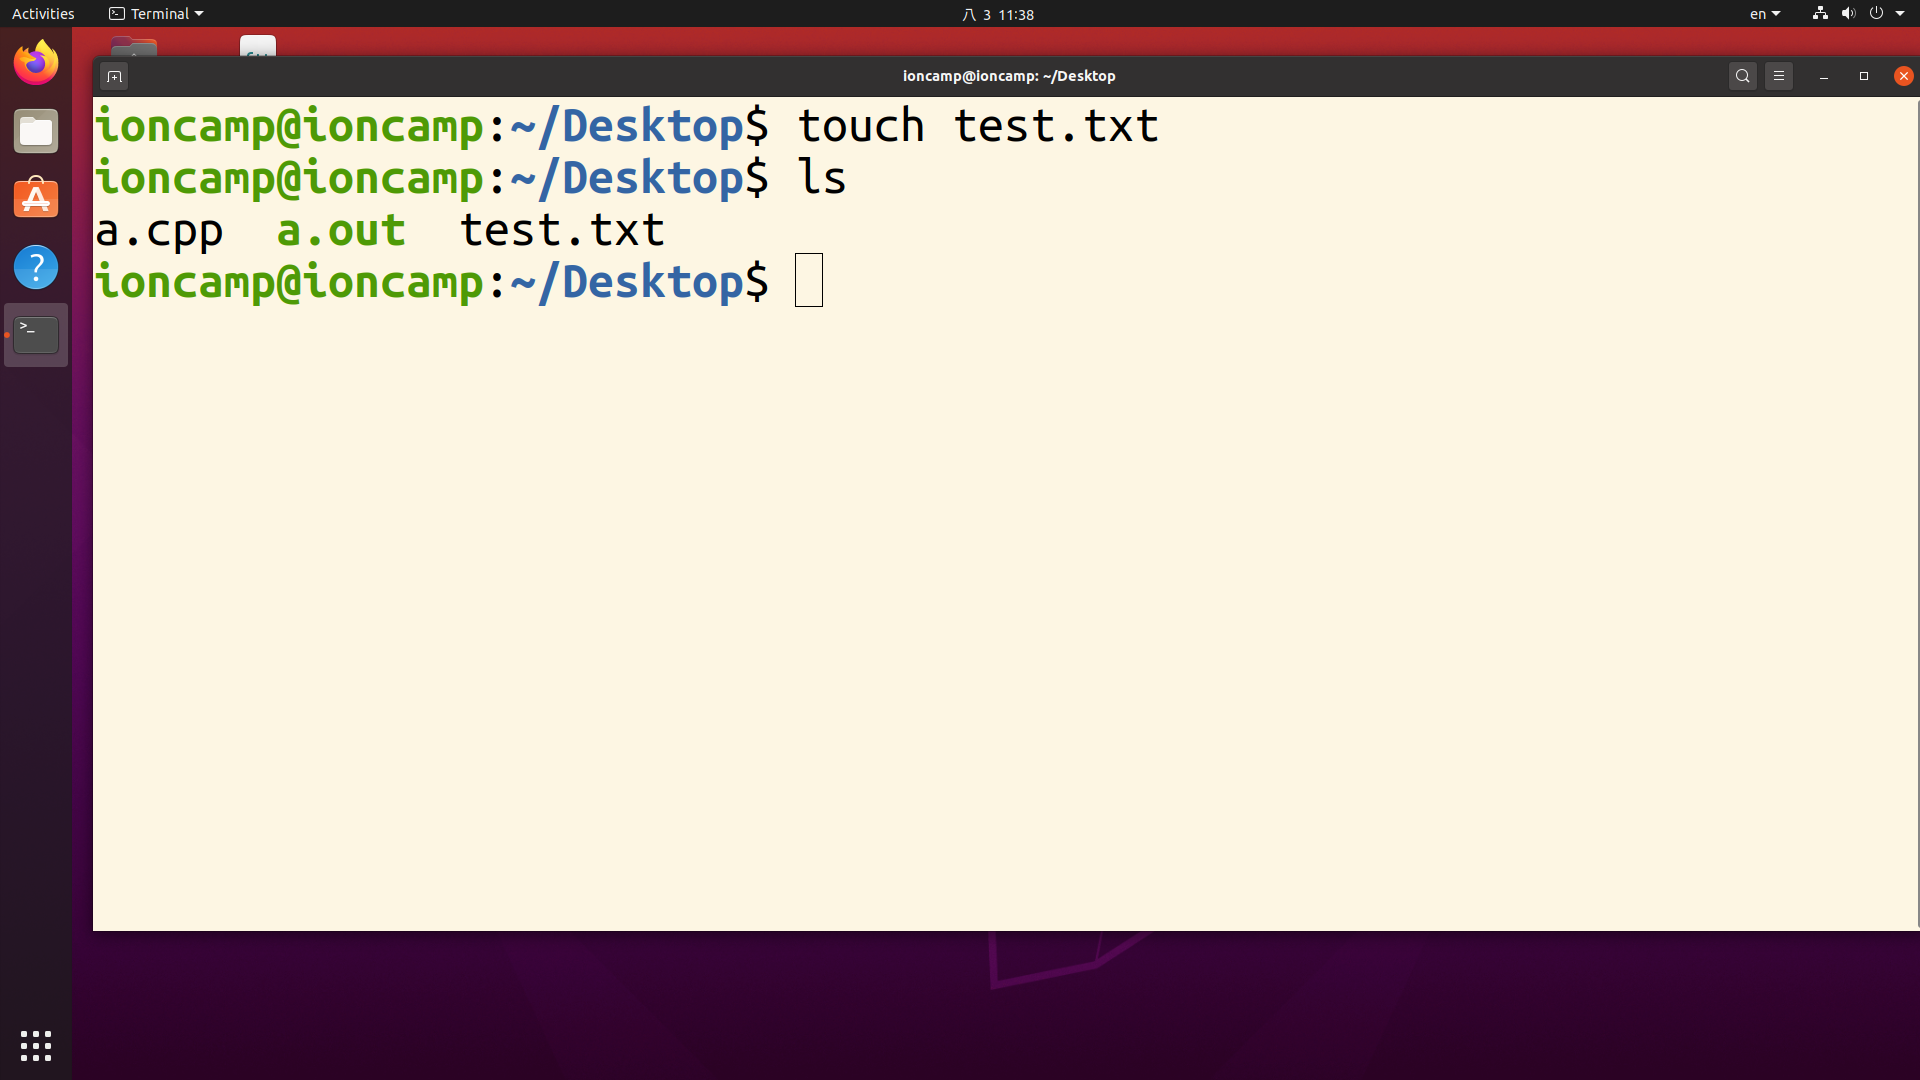 Activities Terminal 八 3 11:38 en
ioncamp@ioncamp: ~/Desktop
ioncamp@ioncamp:~/Desktop$ touch test.txt
ioncamp@ioncamp:~/Desktop$ ls
a.cpp  a.out  test.txt
ioncamp@ioncamp:~/Desktop$